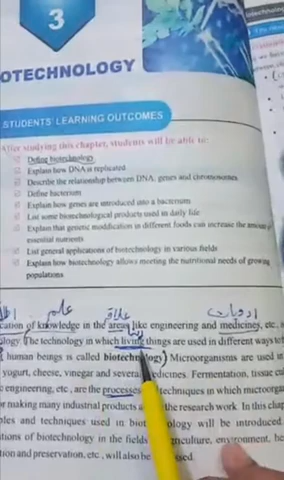 3
OTECHNOLOGY
STUDENTS' LEARNING OUTCOMES
After studying this chapter, students will be able to:
Define biotechnology
Explain how DNA is replicated
Describe the relationship between DNA, genes and chromosomes
Define bacterium
Explain how genes are introduced into a bacterium
List some biotechnological products used in daily life
Explain that genetic modification in different foods can increase the amount of
essential nutrients
List general applications of biotechnology in various fields
Explain how biotechnology allows meeting the nutritional needs of growing
populations
علم علاقے ادویات
cation of knowledge in the areas like engineering and medicines, etc.
ology. The technology in which living things are used in different ways
human beings is called biotechnology) Microorganisms are used in
yogurt, cheese, vinegar and several medicines. Fermentation, tissue
engineering, etc., are the processes techniques in which
r making many industrial products the research work. In this
ples and techniques used in will be introduced
tions of biotechnology in the fields environment,
tion and preservation, etc., will also be